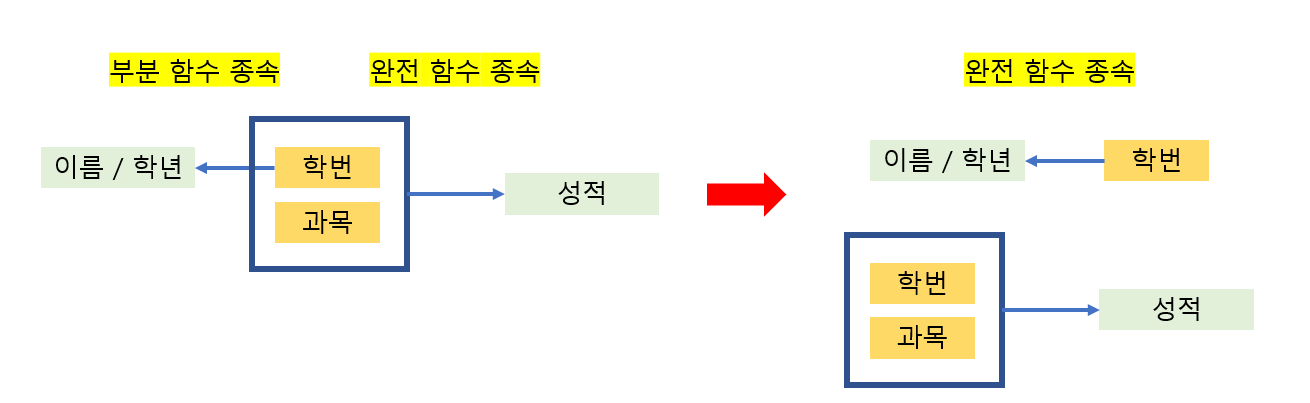 부분 함수 종속
완전 함수 종속
이름 / 학년
학번
과목
성적
완전 함수 종속
이름 / 학년
학번
학번
과목
성적